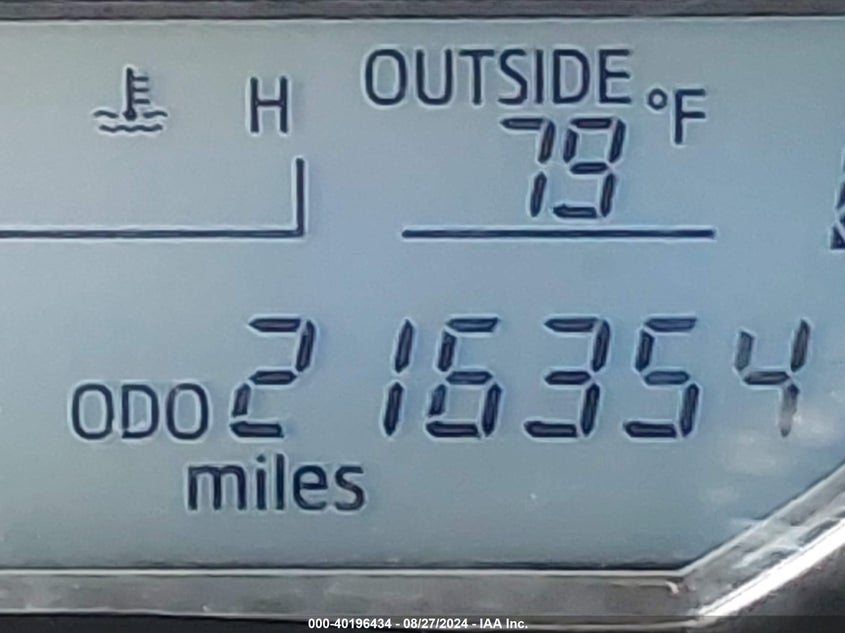 H OUTSIDE °F
79
ODO 216354
miles
000-40196434 - 08/27/2024 - IAA Inc.